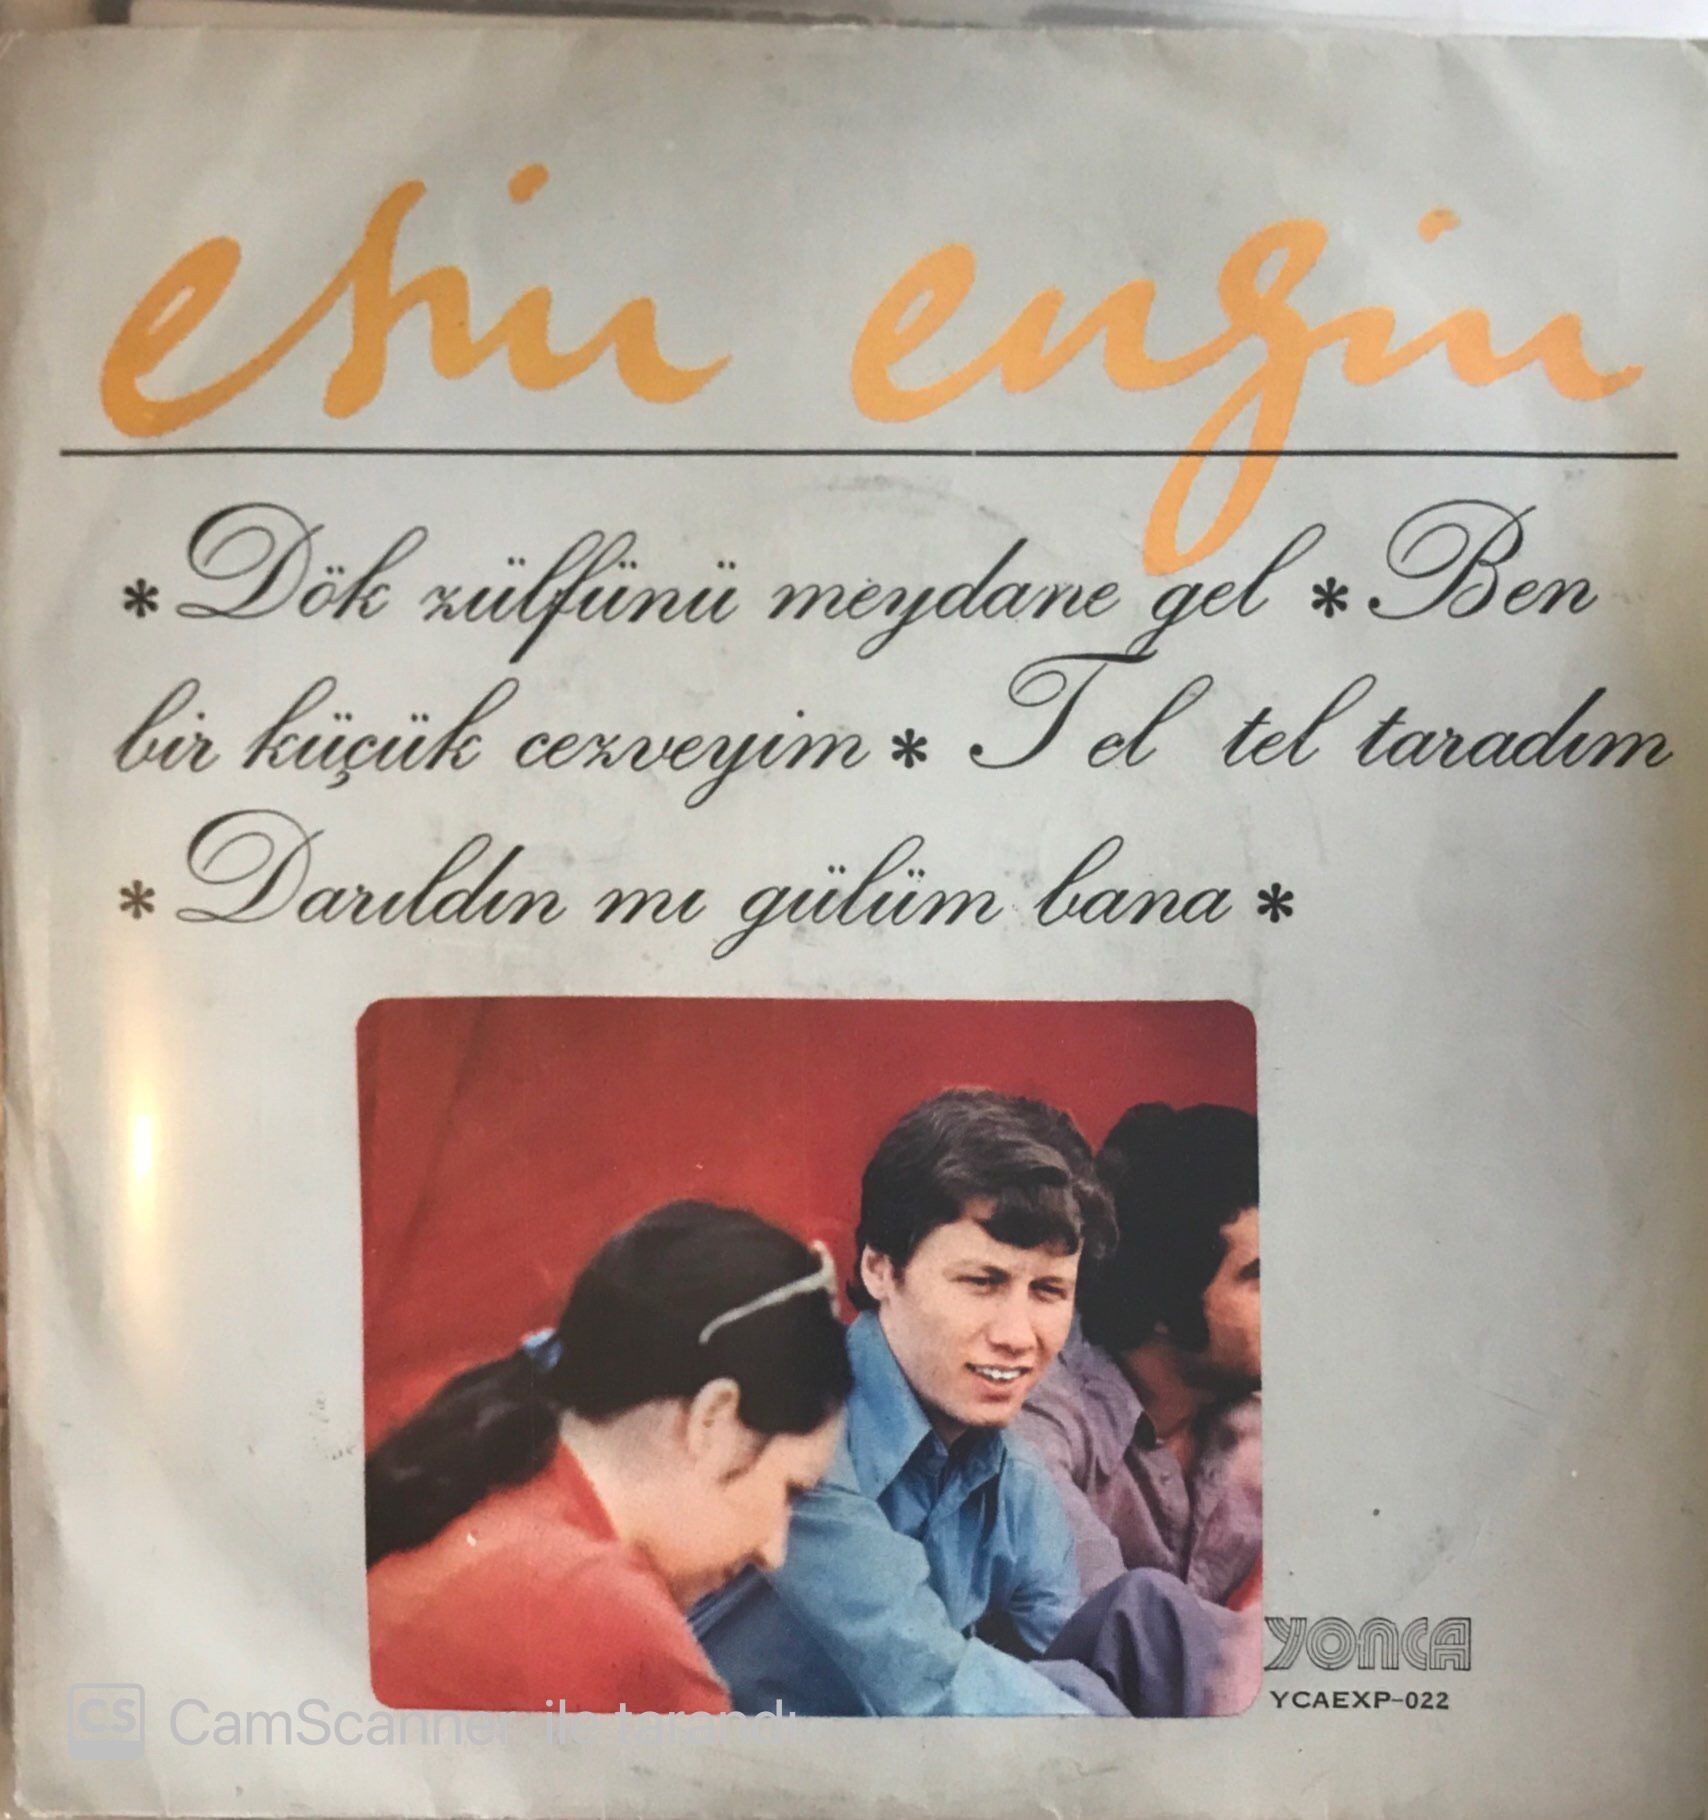 esin engin
* Dök zülfünü meydane gel * Ben
bir küçük cezveyim * Tel tel taradım
* Darıldın mı gülüm bana *
YONCA
YCAEXP-022
CS CamScanner ile tarandı